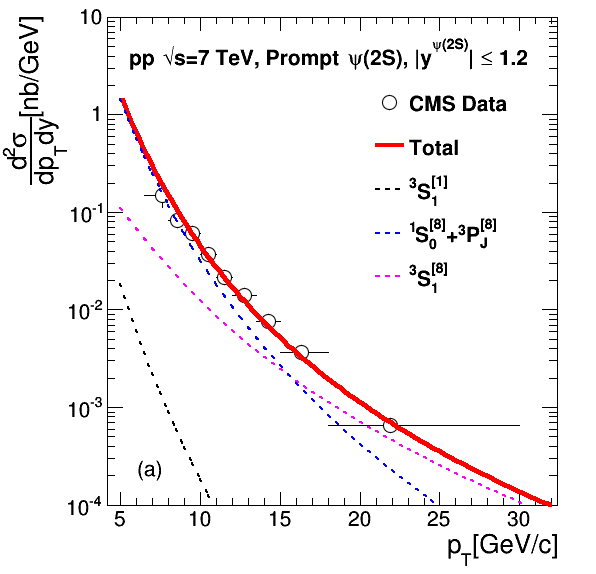 pp √s=7 TeV, Prompt ψ(2S), |y^ψ(2S)| ≤ 1.2
CMS Data
Total
³S₁^[1]
¹S₀^[8]+³P_J^[8]
³S₁^[8]
(a)
d²σ/dp_Tdy[nb/GeV]
10
1
10⁻¹
10⁻²
10⁻³
10⁻⁴
5 10 15 20 25 30
p_T[GeV/c]